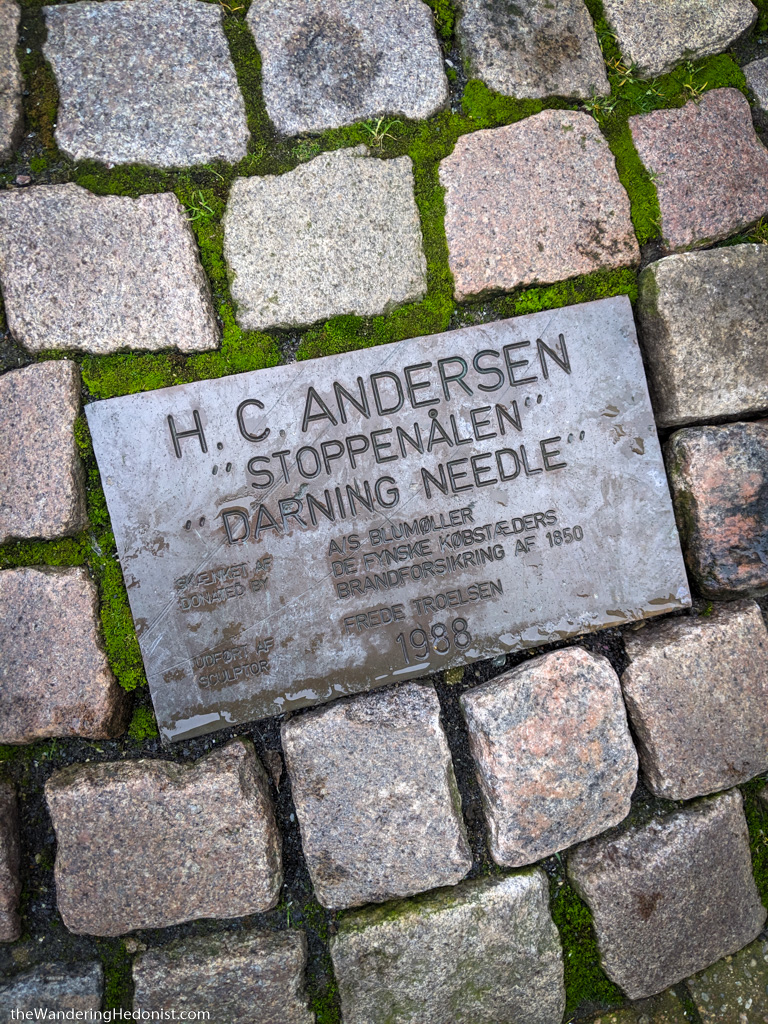 H. C. ANDERSEN
"STOPPENÅLEN"
"DARNING NEEDLE"
SKÆNKET AF
DONATED BY
A/S BLUMØLLER
DE FYNSKE KØBSTÆDERS
BRANDFORSIKRING AF 1850
UDFØRT AF
SCULPTOR
FREDE TROELSEN
1988
theWanderingHedonist.com